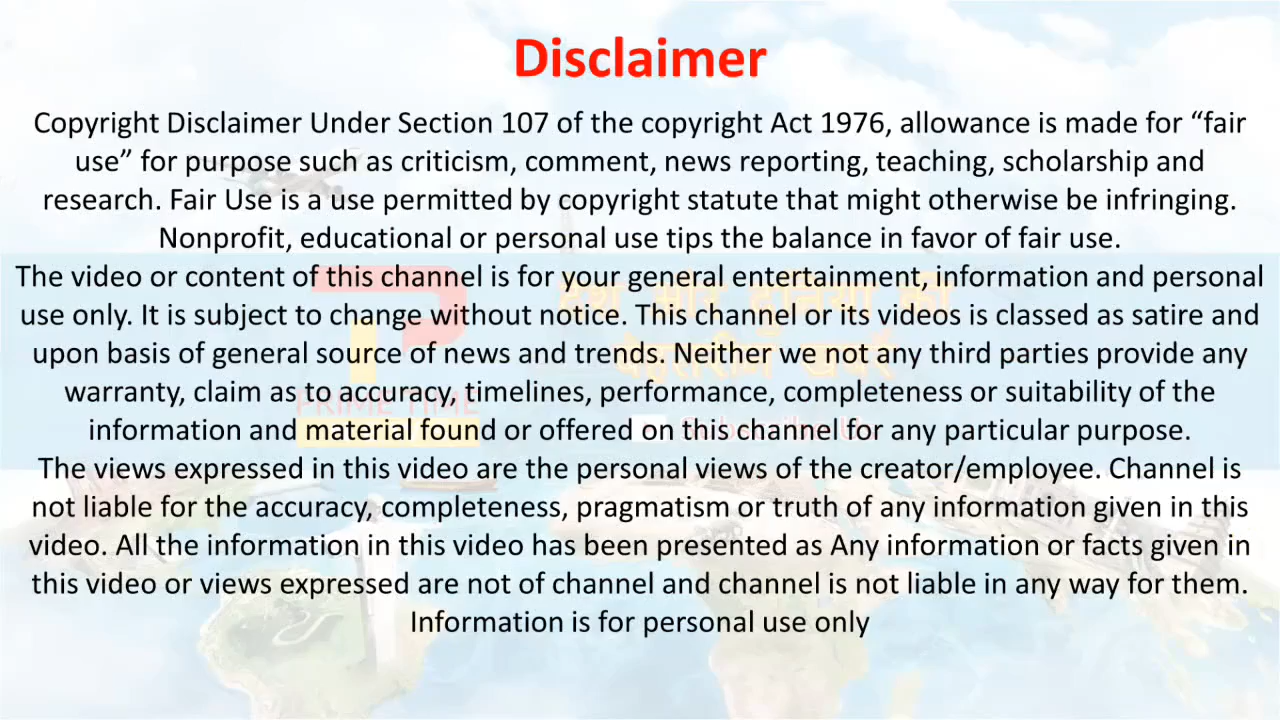 Disclaimer
Copyright Disclaimer Under Section 107 of the copyright Act 1976, allowance is made for “fair
use” for purpose such as criticism, comment, news reporting, teaching, scholarship and
research. Fair Use is a use permitted by copyright statute that might otherwise be infringing.
Nonprofit, educational or personal use tips the balance in favor of fair use.
The video or content of this channel is for your general entertainment, information and personal
use only. It is subject to change without notice. This channel or its videos is classed as satire and
upon basis of general source of news and trends. Neither we not any third parties provide any
warranty, claim as to accuracy, timelines, performance, completeness or suitability of the
information and material found or offered on this channel for any particular purpose.
The views expressed in this video are the personal views of the creator/employee. Channel is
not liable for the accuracy, completeness, pragmatism or truth of any information given in this
video. All the information in this video has been presented as Any information or facts given in
this video or views expressed are not of channel and channel is not liable in any way for them.
Information is for personal use only
देश और दुनिया की
PRIME TIME